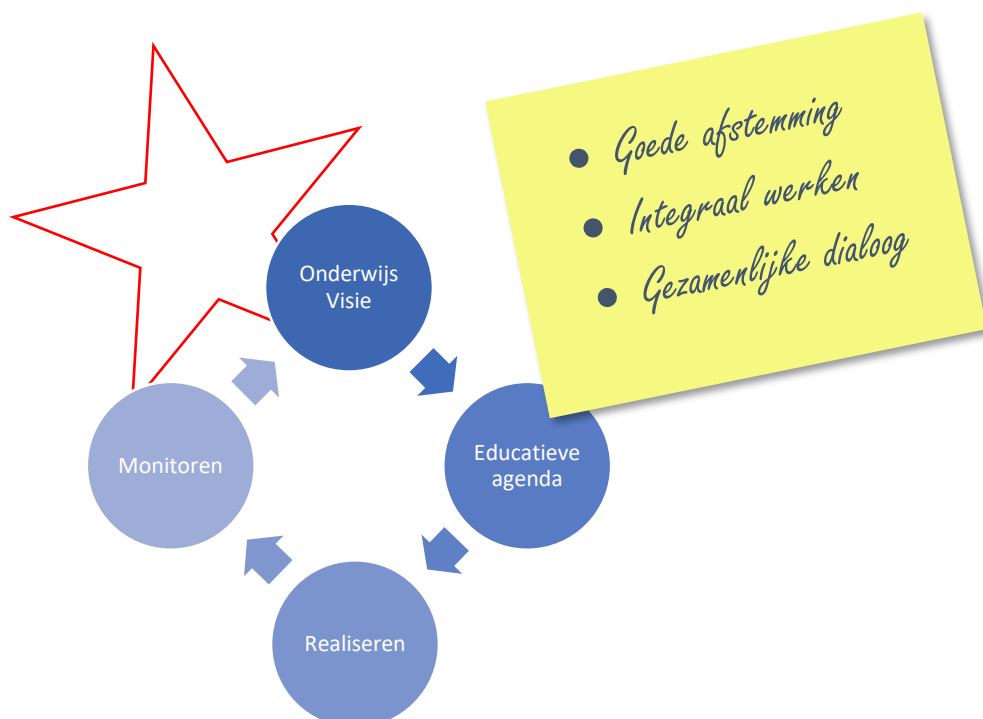 ● Goede afstemming
● Integraal werken
● Gezamenlijke dialoog
Onderwijs
Visie
Educatieve
agenda
Monitoren
Realiseren